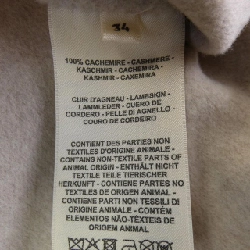 34
100% CACHEMIRE - CASHMERE -
KASCHMIR - CACHEMIRA -
KASHMIR - CANEMIRA
CUIR D'AGNEAU - LAMBSKIN -
LAMMLEDER - CUERO DE
CORDERO - PELLE DI AGNELLO
COURO DE CORDEIRO
CONTIENT DES PARTIES NON
TEXTILES D'ORIGINE ANIMALE -
CONTAINS NON-TEXTILE PARTS OF
ANIMAL ORIGIN - ENTHÄLT NICHT
TEXTILE TEILE TIERISCHER
HERKUNFT - CONTIENE PARTES NO
TEXTILES DE ORIGEN ANIMAL -
CONTIENE PARTI NON TESSILI DI
ORIGINE ANIMALE - CONTÉM
ELEMENTOS NÃO-TÊXTEIS DE
ORIGEM ANIMAL